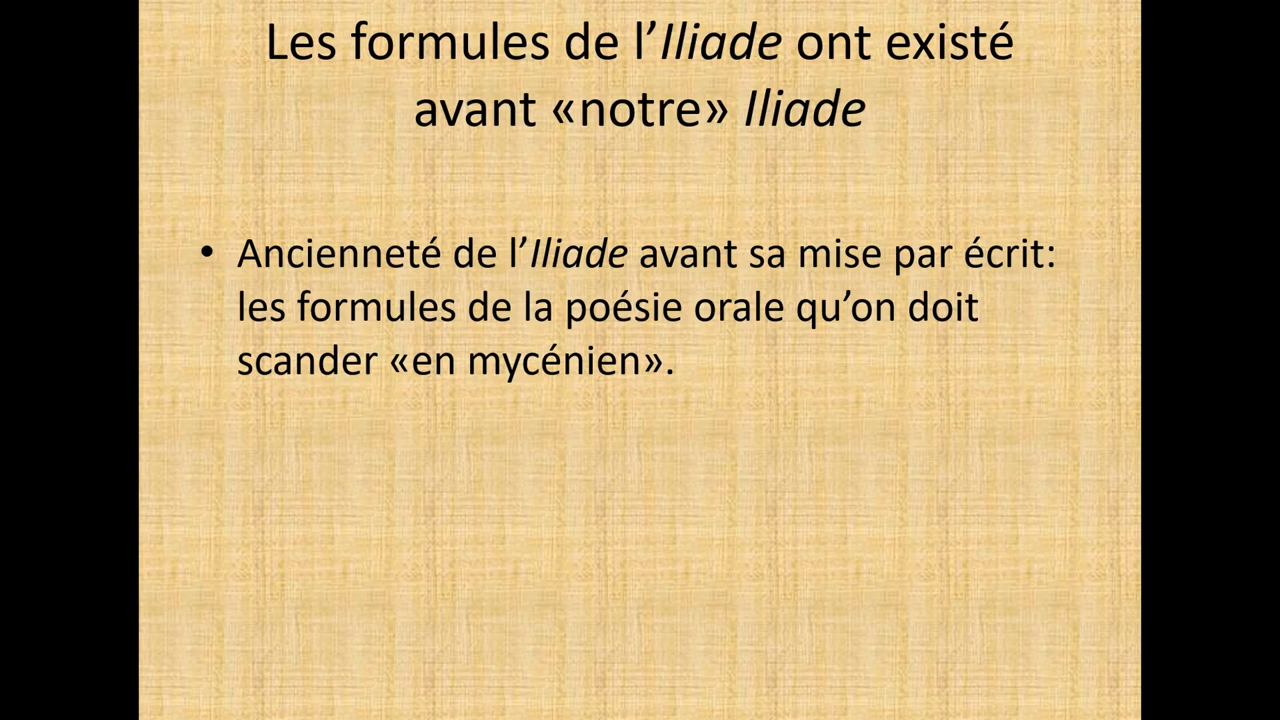 Les formules de l’Iliade ont existé
avant «notre» Iliade
• Ancienneté de l’Iliade avant sa mise par écrit:
les formules de la poésie orale qu’on doit
scander «en mycénien».